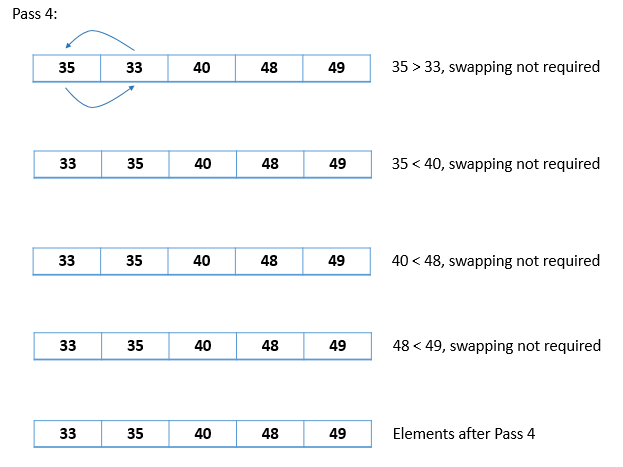 Pass 4:
35 33 40 48 49 35 > 33, swapping not required
33 35 40 48 49 35 < 40, swapping not required
33 35 40 48 49 40 < 48, swapping not required
33 35 40 48 49 48 < 49, swapping not required
33 35 40 48 49 Elements after Pass 4